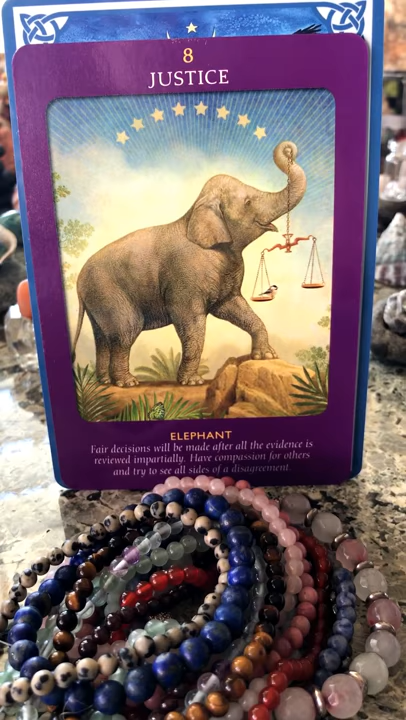 8
JUSTICE
ELEPHANT
Fair decisions will be made after all the evidence is
reviewed impartially. Have compassion for others
and try to see all sides of a disagreement.